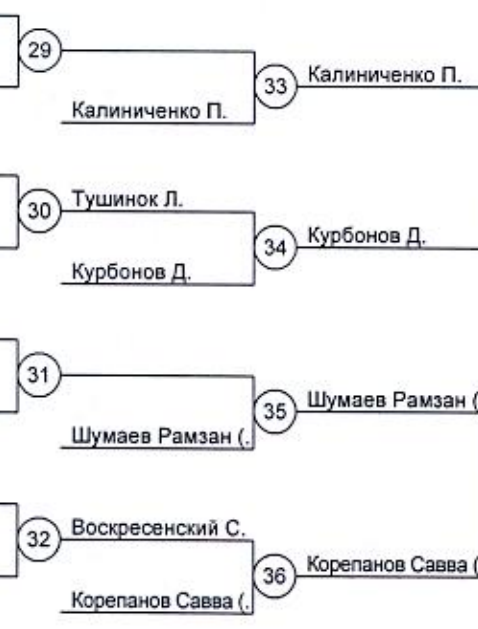 29
33
Калиниченко П.
Калиниченко П.
30
Тушинок Л.
34
Курбонов Д.
Курбонов Д.
31
35
Шумаев Рамзан (
Шумаев Рамзан (.
32
Воскресенский С.
36
Корепанов Савва (
Корепанов Савва (.